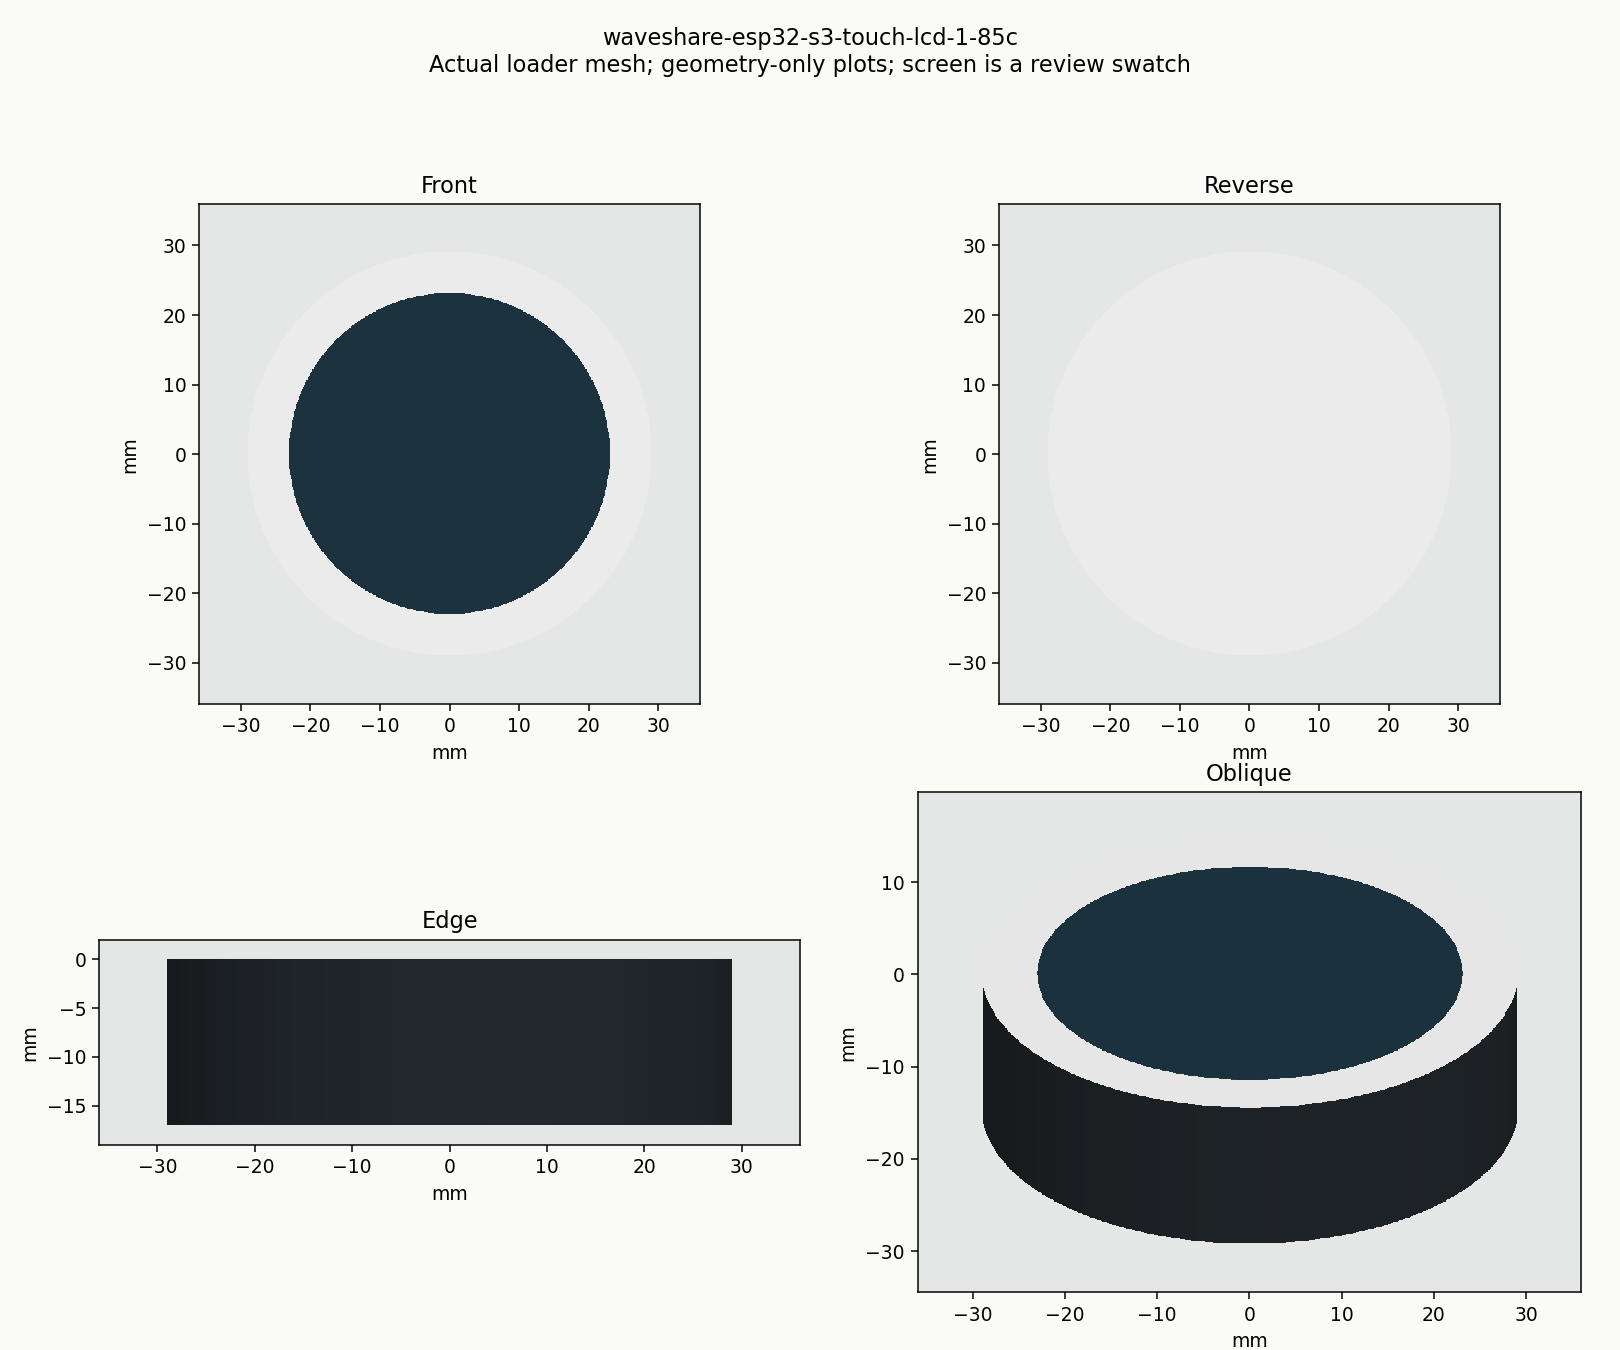 waveshare-esp32-s3-touch-lcd-1-85c
Actual loader mesh; geometry-only plots; screen is a review swatch
Front
30
20
10
0
−10
−20
−30
mm
−30 −20 −10 0 10 20 30
mm
Reverse
30
20
10
0
−10
−20
−30
mm
−30 −20 −10 0 10 20 30
mm
Edge
0
−5
−10
−15
mm
−30 −20 −10 0 10 20 30
mm
Oblique
10
0
−10
−20
−30
mm
−30 −20 −10 0 10 20 30
mm